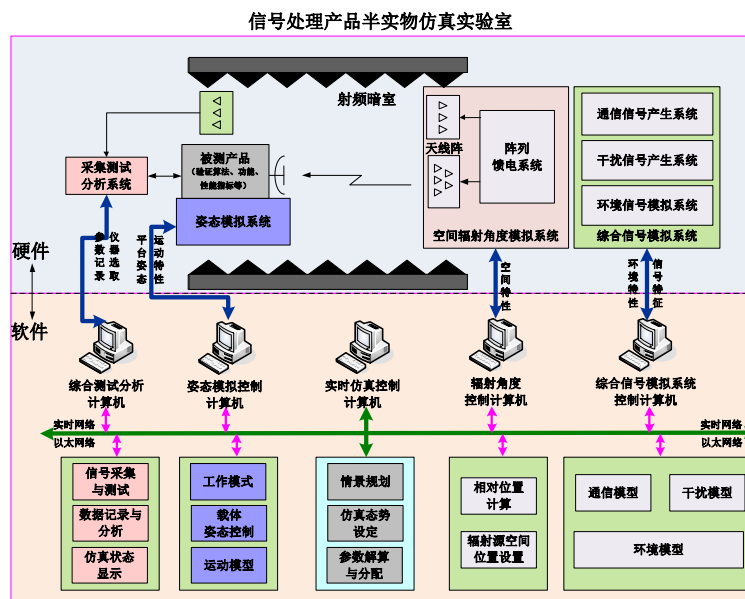 信号处理产品半实物仿真实验室
射频暗室
采集测试
分析系统
被测产品
(验证算法、功能、
性能指标等)
姿态模拟系统
天线阵
阵列
馈电系统
空间辐射角度模拟系统
通信信号产生系统
干扰信号产生系统
环境信号模拟系统
综合信号模拟系统
硬件
软件
参数记录
仪器选取
平台姿态
运动特性
空间特性
环境特性
信号特征
综合测试分析
计算机
姿态模拟控制
计算机
实时仿真控制
计算机
辐射角度
控制计算机
综合信号模拟系统
控制计算机
实时网络
实时网络
以太网络
以太网络
信号采集
与测试
数据记录与
分析
仿真状态
显示
工作模式
载体
姿态控制
运动模型
情景规划
仿真态势
设定
参数解算
与分配
相对位置
计算
辐射源空间
位置设置
通信模型
干扰模型
环境模型